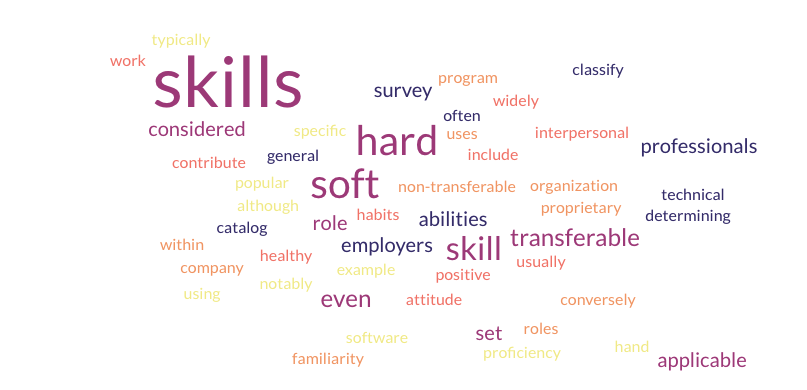 typically
work
skills
classify
program
survey
widely
often
considered
specific
uses
interpersonal
hard
professionals
include
general
contribute
popular
soft
non-transferable
organization
technical
although
proprietary
habits
determining
role
abilities
catalog
transferable
within
employers
skill
healthy
usually
company
example
positive
notably
using
even
attitude
conversely
roles
set
software
hand
proficiency
familiarity
applicable